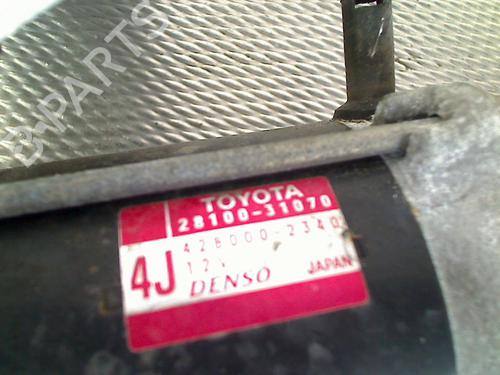 B-PARTS
TOYOTA
28100-31070
428000-2340
4J
12V
DENSO
JAPAN